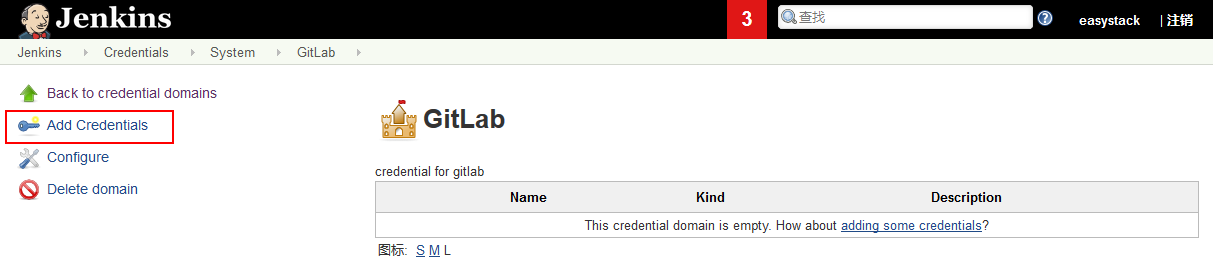 Jenkins
3
查找
easystack | 注销
Jenkins Credentials System GitLab
Back to credential domains
Add Credentials
Configure
Delete domain
GitLab
credential for gitlab
Name Kind Description
This credential domain is empty. How about adding some credentials?
图标: S M L